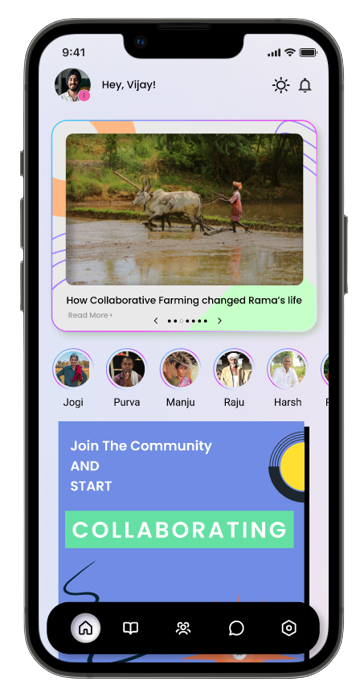 9:41
Hey, Vijay!
How Collaborative Farming changed Rama's life
Read More
Jogi
Purva
Manju
Raju
Harsh
Join The Community
AND
START
COLLABORATING